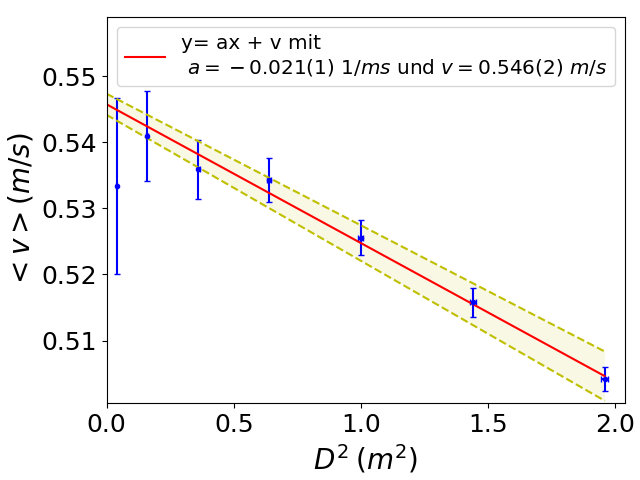 y= ax + v mit
a = −0.021(1) 1/ms und v = 0.546(2) m/s
0.55
0.54
0.53
0.52
0.51
< v > (m/s)
0.0 0.5 1.0 1.5 2.0
D² (m²)